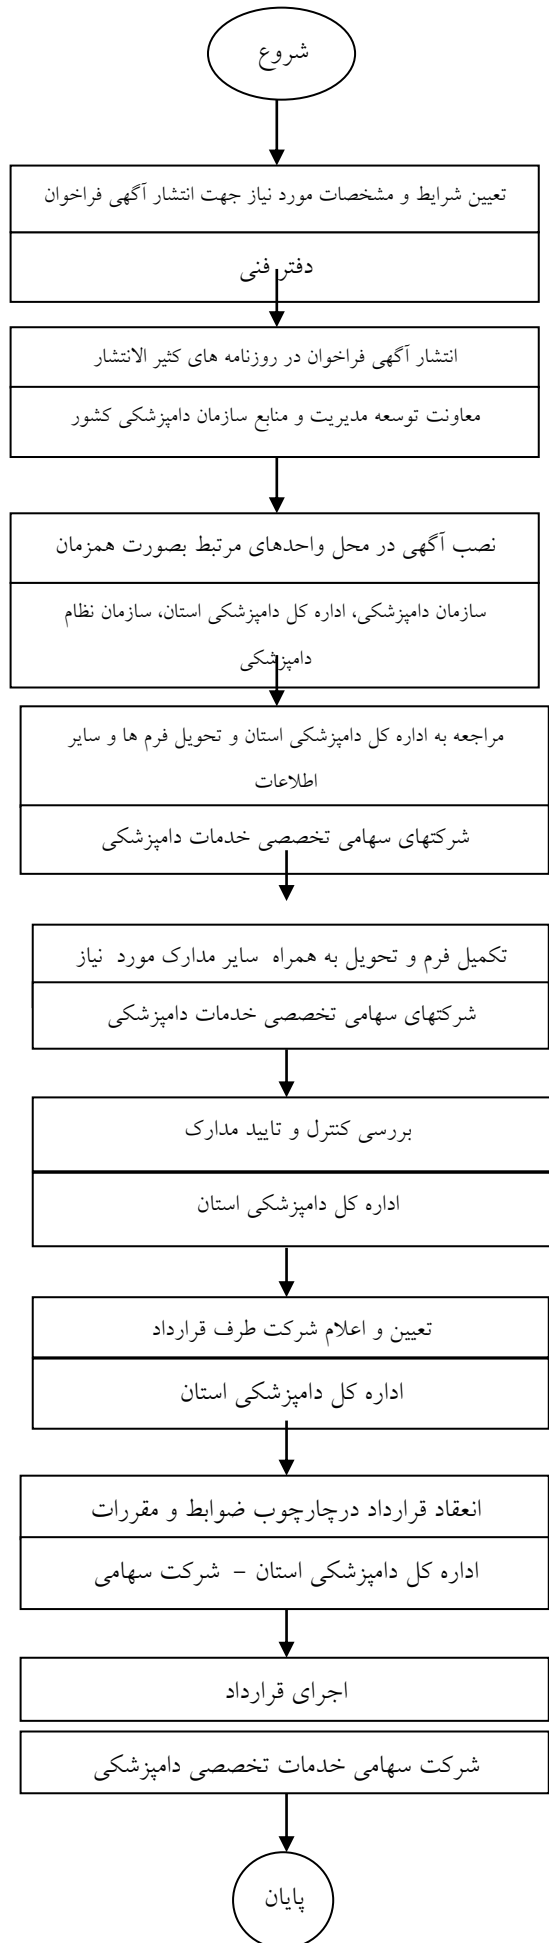 شروع
تعیین شرایط و مشخصات مورد نیاز جهت انتشار آگهی فراخوان
دفتر فنی
انتشار آگهی فراخوان در روزنامه های کثیر الانتشار
معاونت توسعه مدیریت و منابع سازمان دامپزشکی کشور
نصب آگهی در محل واحدهای مرتبط بصورت همزمان
سازمان دامپزشکی، اداره کل دامپزشکی استان، سازمان نظام
دامپزشکی
مراجعه به اداره کل دامپزشکی استان و تحویل فرم ها و سایر
اطلاعات
شرکتهای سهامی تخصصی خدمات دامپزشکی
تکمیل فرم و تحویل به همراه سایر مدارک مورد نیاز
شرکتهای سهامی تخصصی خدمات دامپزشکی
بررسی کنترل و تایید مدارک
اداره کل دامپزشکی استان
تعیین و اعلام شرکت طرف قرارداد
اداره کل دامپزشکی استان
انعقاد قرارداد درچارچوب ضوابط و مقررات
اداره کل دامپزشکی استان – شرکت سهامی
اجرای قرارداد
شرکت سهامی خدمات تخصصی دامپزشکی
پایان